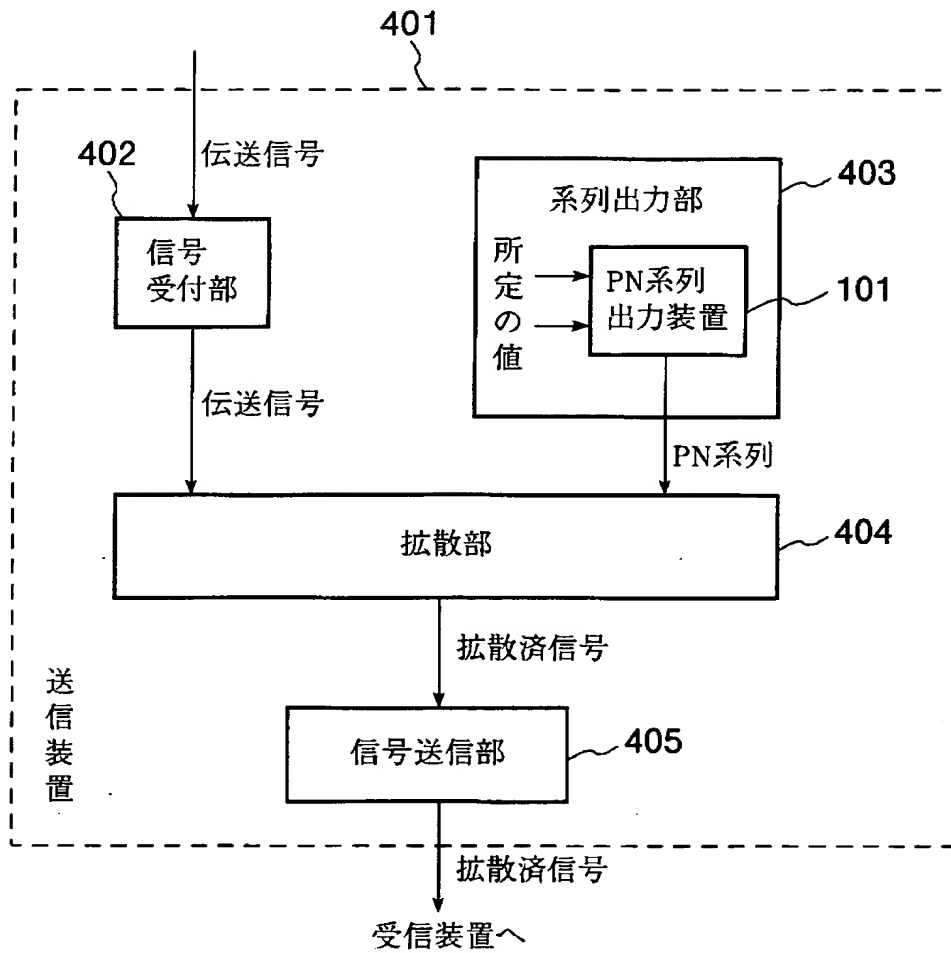 401
伝送信号
402
信号
受付部
403
系列出力部
所定の値
PN系列
出力装置
101
伝送信号
PN系列
拡散部
404
拡散済信号
送信装置
信号送信部
405
拡散済信号
受信装置へ